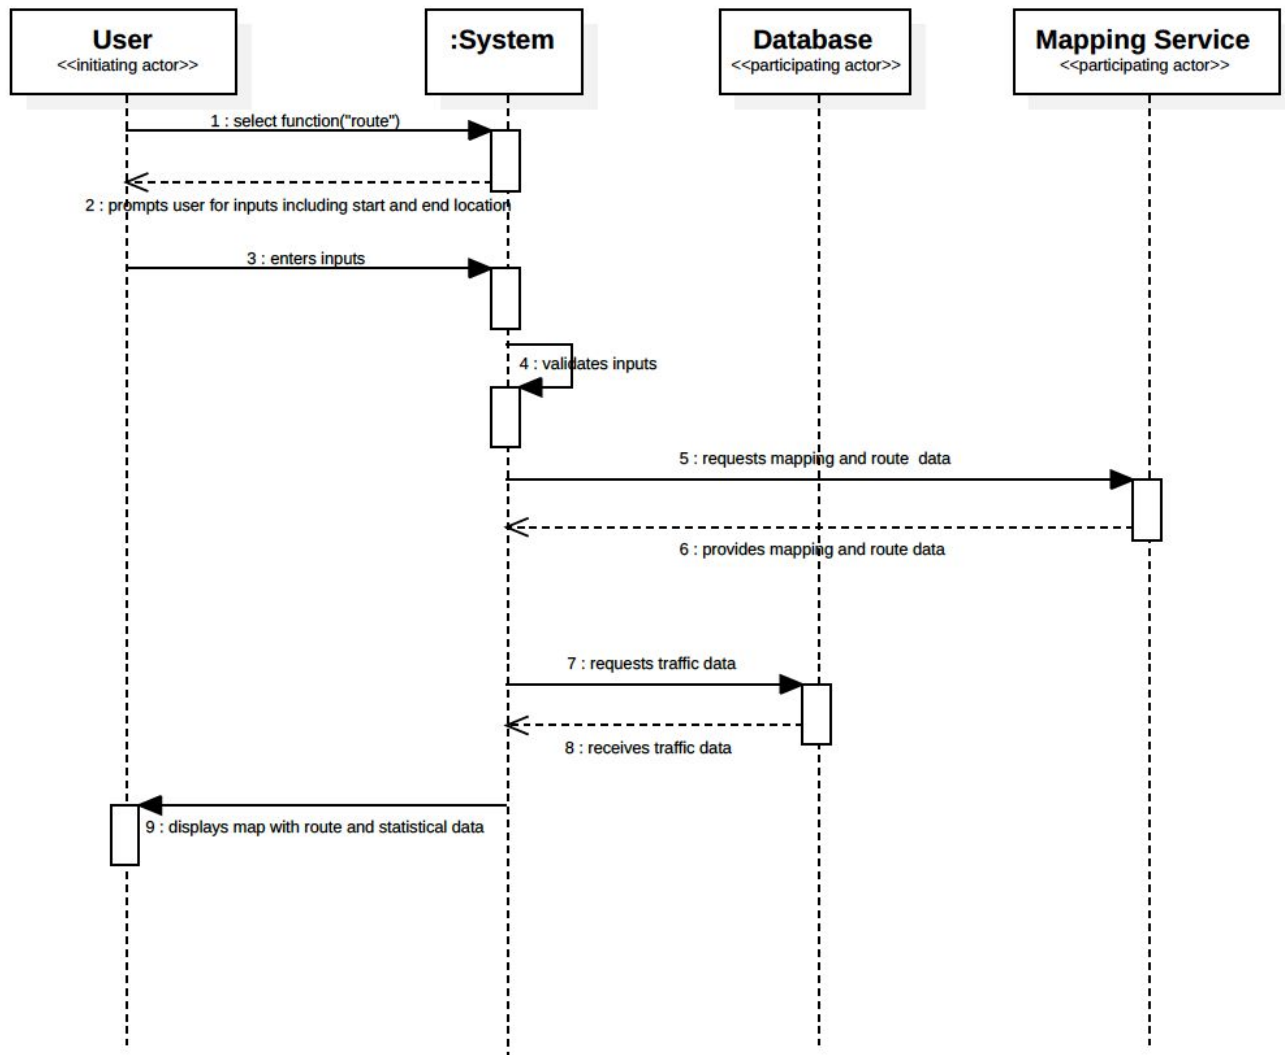 User
<<initiating actor>>
:System
Database
<<participating actor>>
Mapping Service
<<participating actor>>
1 : select function("route")
2 : prompts user for inputs including start and end location
3 : enters inputs
4 : validates inputs
5 : requests mapping and route  data
6 : provides mapping and route data
7 : requests traffic data
8 : receives traffic data
9 : displays map with route and statistical data